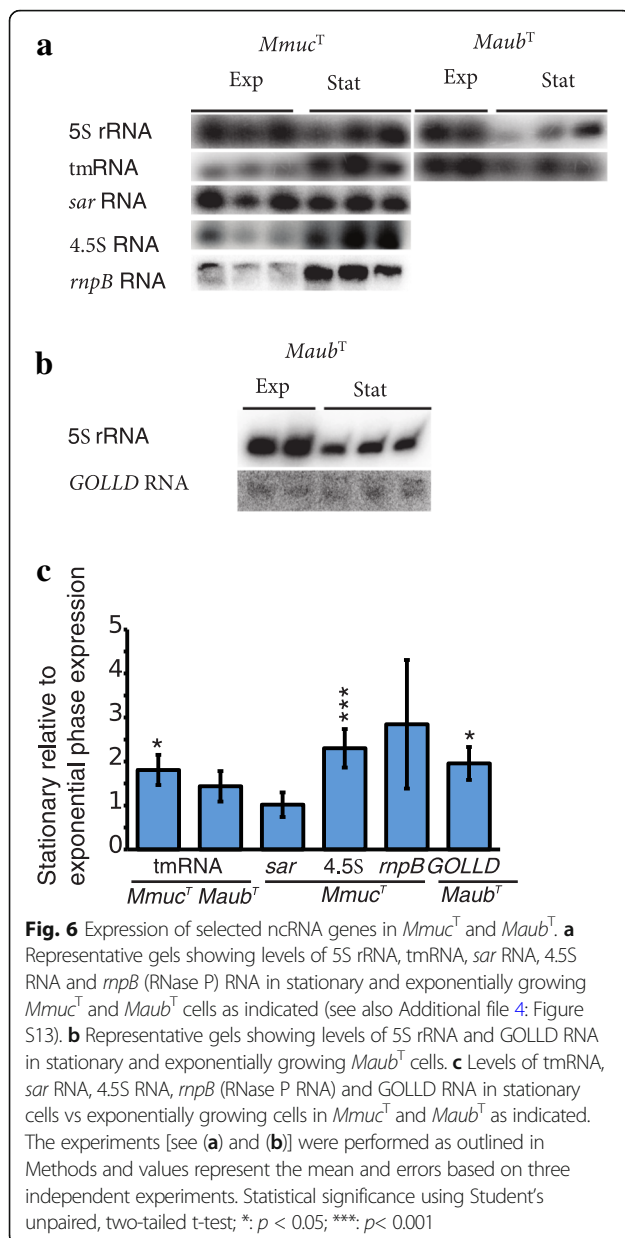 a
Mmucᵀ Maubᵀ
Exp Stat Exp Stat
5S rRNA
tmRNA
sar RNA
4.5S RNA
rnpB RNA
b
Maubᵀ
Exp Stat
5S rRNA
GOLLD RNA
c
Stationary relative to
exponential phase expression
5
4
3
2
1
0
* *** *
tmRNA sar 4.5S rnpB GOLLD
Mmucᵀ Maubᵀ Mmucᵀ Maubᵀ
Fig. 6 Expression of selected ncRNA genes in Mmucᵀ and Maubᵀ. a
Representative gels showing levels of 5S rRNA, tmRNA, sar RNA, 4.5S
RNA and rnpB (RNase P) RNA in stationary and exponentially growing
Mmucᵀ and Maubᵀ cells as indicated (see also Additional file 4: Figure
S13). b Representative gels showing levels of 5S rRNA and GOLLD RNA
in stationary and exponentially growing Maubᵀ cells. c Levels of tmRNA,
sar RNA, 4.5S RNA, rnpB (RNase P RNA) and GOLLD RNA in stationary
cells vs exponentially growing cells in Mmucᵀ and Maubᵀ as indicated.
The experiments [see (a) and (b)] were performed as outlined in
Methods and values represent the mean and errors based on three
independent experiments. Statistical significance using Student’s
unpaired, two-tailed t-test; *: p < 0.05; ***: p< 0.001